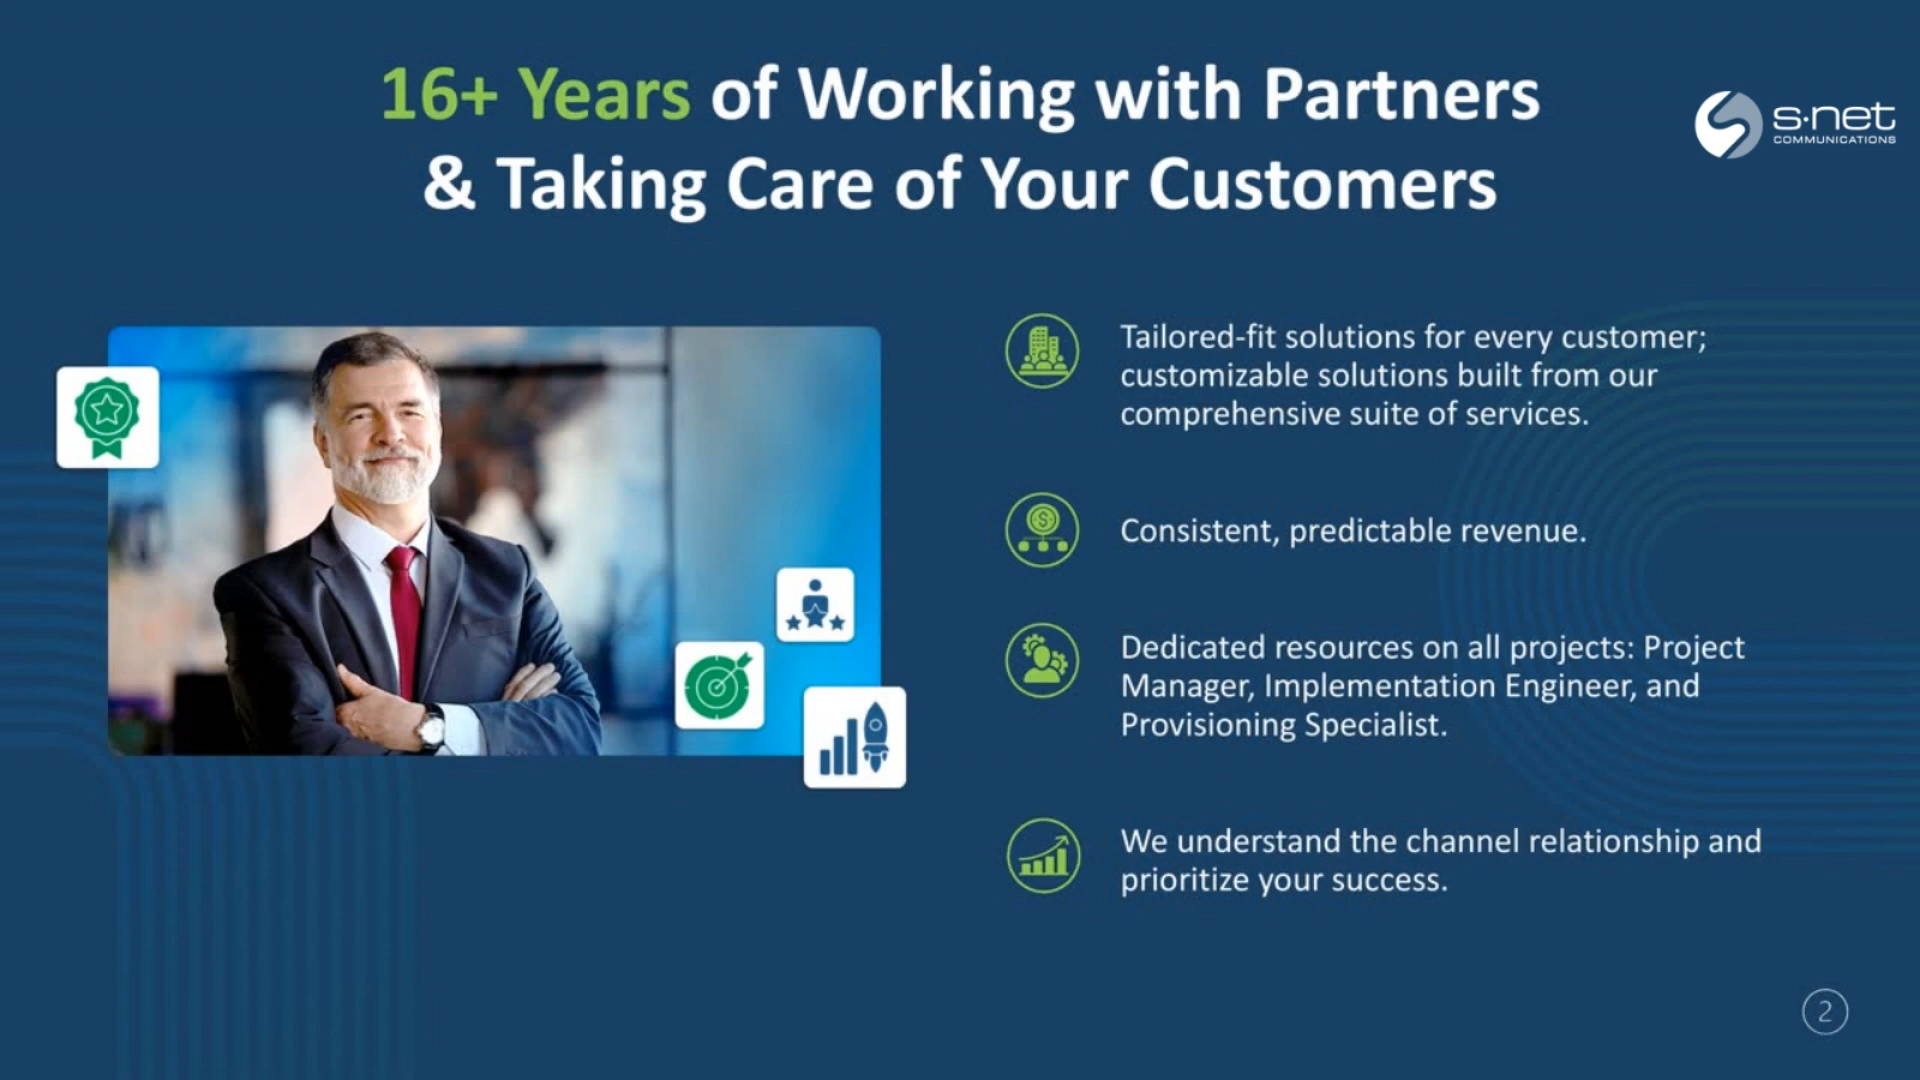 16+ Years of Working with Partners
& Taking Care of Your Customers
s·net
COMMUNICATIONS
Tailored-fit solutions for every customer;
customizable solutions built from our
comprehensive suite of services.
Consistent, predictable revenue.
Dedicated resources on all projects: Project
Manager, Implementation Engineer, and
Provisioning Specialist.
We understand the channel relationship and
prioritize your success.
2